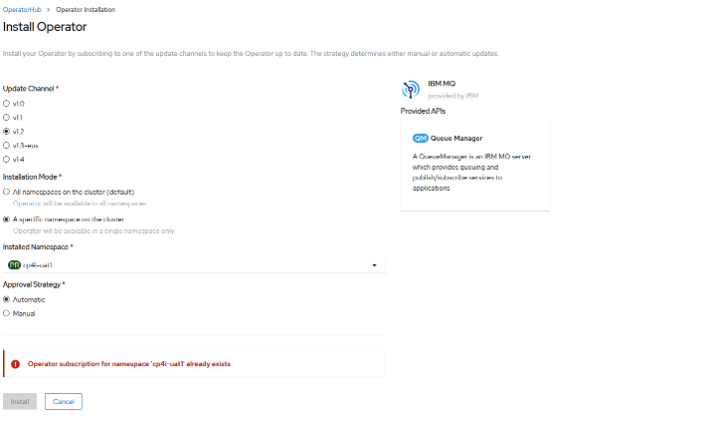 OperatorHub > Operator Installation
Install Operator
Install your Operator by subscribing to one of the update channels to keep the Operator up to date. The strategy determines either manual or automatic updates.
Update Channel *
v1.0
v1.1
v1.2
v1.3-eus
v1.4
Installation Mode *
All namespaces on the cluster (default)
Operator will be available in all namespaces.
A specific namespace on the cluster
Operator will be available in a single namespace only.
Installed Namespace *
PR cp4i-uat1
Approval Strategy *
Automatic
Manual
Operator subscription for namespace 'cp4i-uat1' already exists
Install Cancel
IBM MQ
provided by IBM
Provided APIs
QM Queue Manager
A QueueManager is an IBM MQ server
which provides queuing and
publish/subscribe services to
applications